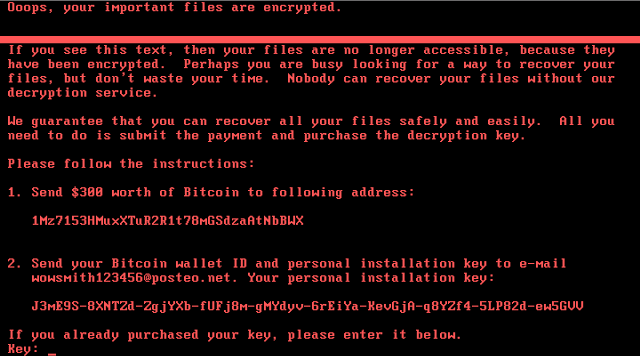 Ooops, your important files are encrypted.
If you see this text, then your files are no longer accessible, because they
have been encrypted.  Perhaps you are busy looking for a way to recover your
files, but don't waste your time.  Nobody can recover your files without our
decryption service.
We guarantee that you can recover all your files safely and easily.  All you
need to do is submit the payment and purchase the decryption key.
Please follow the instructions:
1. Send $300 worth of Bitcoin to following address:
1Mz7153HMuxXTuR2R1t78mGSdzaAtNbBWX
2. Send your Bitcoin wallet ID and personal installation key to e-mail
wowsmith123456@posteo.net. Your personal installation key:
J3mE9S-8XNTZd-ZgjYXb-fUFj8m-gMYdyv-6rEiYa-KevGjA-q8YZf4-5LP82d-ew5GVV
If you already purchased your key, please enter it below.
Key: _